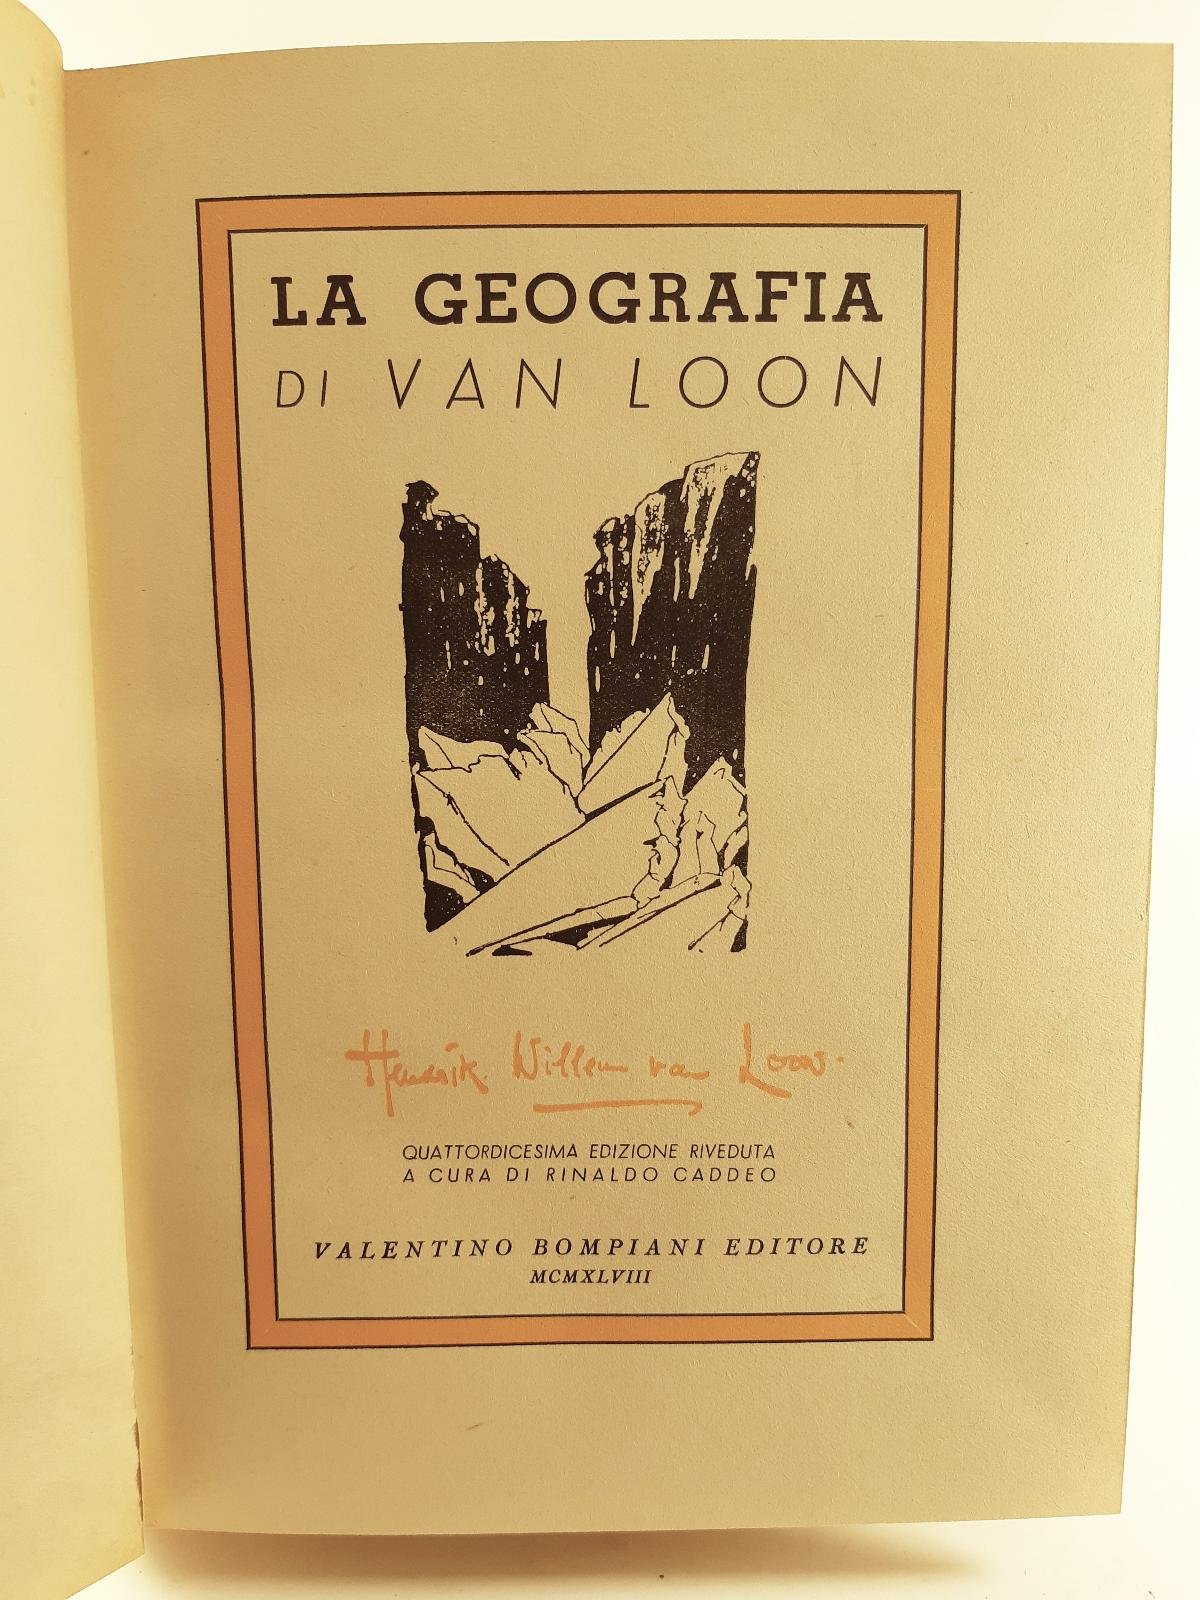 LA GEOGRAFIA
DI VAN LOON
Hendrik Willem van Loon.
QUATTORDICESIMA EDIZIONE RIVEDUTA
A CURA DI RINALDO CADDEO
VALENTINO BOMPIANI EDITORE
MCMXLVIII